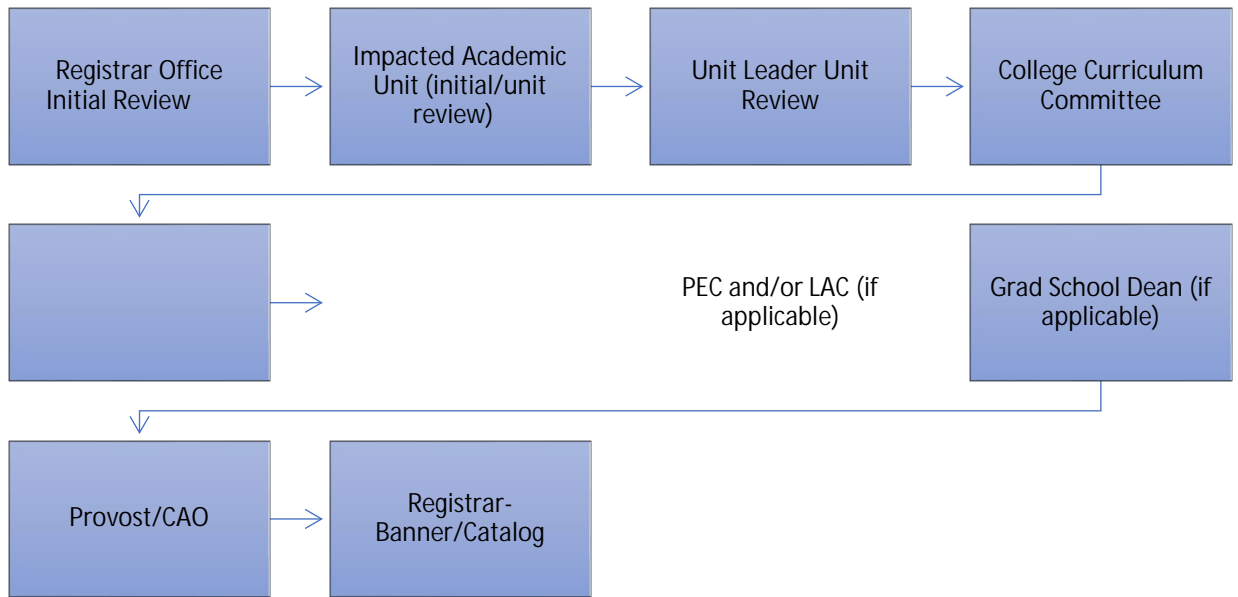 Registrar Office
Initial Review
Impacted Academic
Unit (initial/unit
review)
Unit Leader Unit
Review
College Curriculum
Committee
PEC and/or LAC (if
applicable)
Grad School Dean (if
applicable)
Provost/CAO
Registrar-
Banner/Catalog